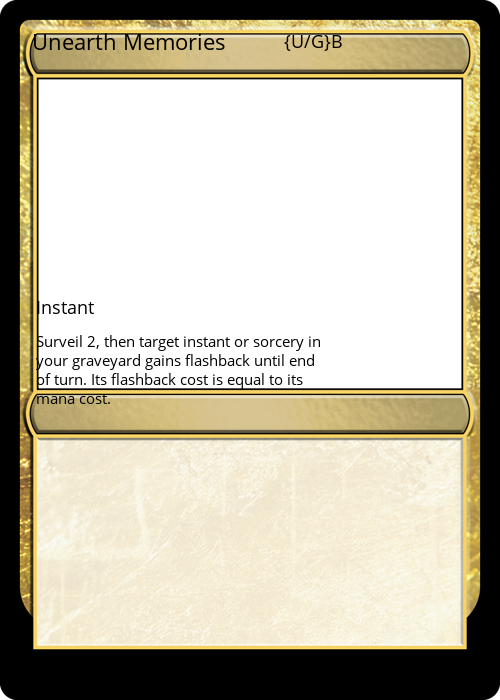 Unearth Memories {U/G}B
Instant
Surveil 2, then target instant or sorcery in
your graveyard gains flashback until end
of turn. Its flashback cost is equal to its
mana cost.